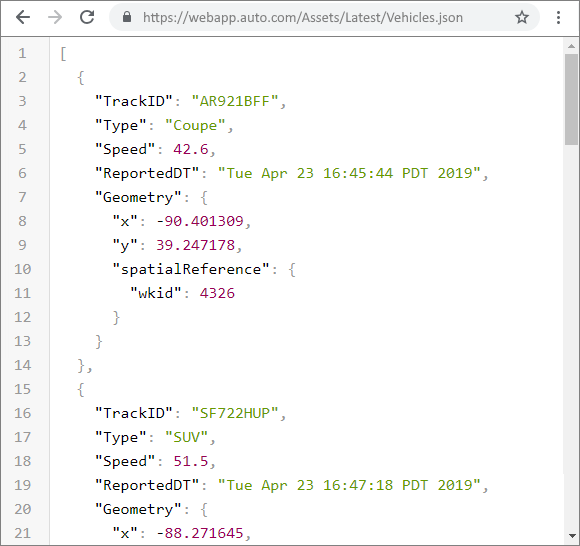 https://webapp.auto.com/Assets/Latest/Vehicles.json
1 [
2 {
3 "TrackID": "AR921BFF",
4 "Type": "Coupe",
5 "Speed": 42.6,
6 "ReportedDT": "Tue Apr 23 16:45:44 PDT 2019",
7 "Geometry": {
8 "x": -90.401309,
9 "y": 39.247178,
10 "spatialReference": {
11 "wkid": 4326
12 }
13 }
14 },
15 {
16 "TrackID": "SF722HUP",
17 "Type": "SUV",
18 "Speed": 51.5,
19 "ReportedDT": "Tue Apr 23 16:47:18 PDT 2019",
20 "Geometry": {
21 "x": -88.271645,